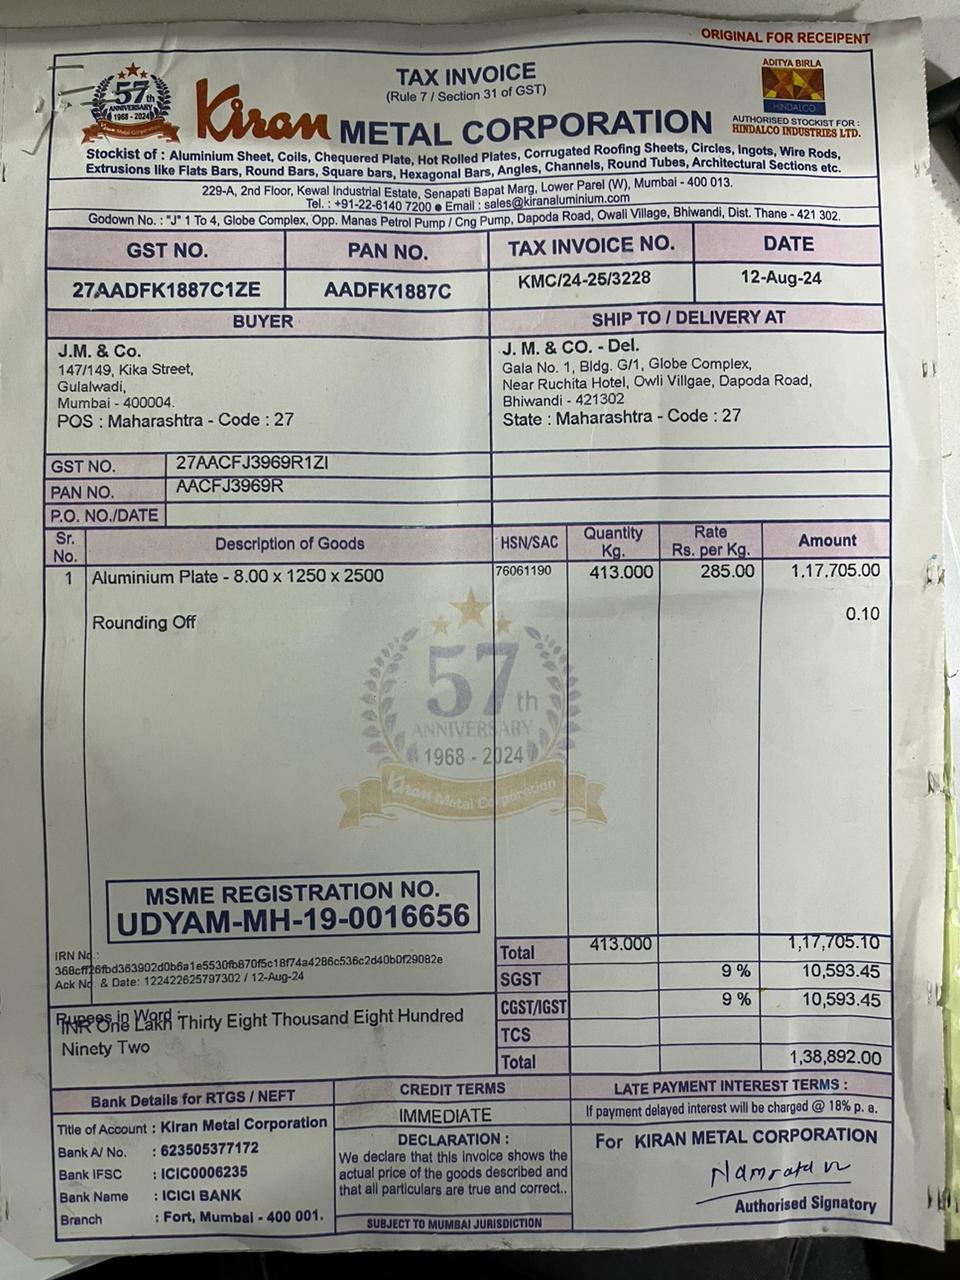 ORIGINAL FOR RECEIPENT
TAX INVOICE
(Rule 7 / Section 31 of GST)
57th
ANNIVERSARY
1968 - 2024
Kiran Metal Corporation
Kiran METAL CORPORATION
ADITYA BIRLA
HINDALCO
AUTHORISED STOCKIST FOR :
HINDALCO INDUSTRIES LTD.
Stockist of : Aluminium Sheet, Coils, Chequered Plate, Hot Rolled Plates, Corrugated Roofing Sheets, Circles, Ingots, Wire Rods,
Extrusions like Flats Bars, Round Bars, Square bars, Hexagonal Bars, Angles, Channels, Round Tubes, Architectural Sections etc.
229-A, 2nd Floor, Kewal Industrial Estate, Senapati Bapat Marg, Lower Parel (W), Mumbai - 400 013.
Tel. : +91-22-6140 7200 ● Email : sales@kiranaluminium.com
Godown No. : "J" 1 To 4, Globe Complex, Opp. Manas Petrol Pump / Cng Pump, Dapoda Road, Owali Village, Bhiwandi, Dist. Thane - 421 302.
GST NO. PAN NO. TAX INVOICE NO. DATE
27AADFK1887C1ZE AADFK1887C KMC/24-25/3228 12-Aug-24
BUYER SHIP TO / DELIVERY AT
J.M. & Co.
147/149, Kika Street,
Gulalwadi,
Mumbai - 400004.
POS : Maharashtra - Code : 27
J. M. & CO. - Del.
Gala No. 1, Bldg. G/1, Globe Complex,
Near Ruchita Hotel, Owli Villgae, Dapoda Road,
Bhiwandi - 421302
State : Maharashtra - Code : 27
GST NO. 27AACFJ3969R1ZI
PAN NO. AACFJ3969R
P.O. NO./DATE
Sr. No. Description of Goods HSN/SAC Quantity Kg. Rate Rs. per Kg. Amount
1 Aluminium Plate - 8.00 x 1250 x 2500 76061190 413.000 285.00 1,17,705.00
Rounding Off 0.10
57th
ANNIVERSARY
1968 - 2024
Kiran Metal Corporation
MSME REGISTRATION NO.
UDYAM-MH-19-0016656
IRN No.:
368cff26fbd363902d0b6a1e5530fb870f5c18f74a4286c536c2d40b0f29082e
Ack No. & Date: 122422625797302 / 12-Aug-24
Total 413.000 1,17,705.10
SGST 9 % 10,593.45
CGST/IGST 9 % 10,593.45
TCS
Total 1,38,892.00
Rupees in Word :
INR One Lakh Thirty Eight Thousand Eight Hundred
Ninety Two
Bank Details for RTGS / NEFT
Title of Account : Kiran Metal Corporation
Bank A/ No. : 623505377172
Bank IFSC : ICIC0006235
Bank Name : ICICI BANK
Branch : Fort, Mumbai - 400 001.
CREDIT TERMS
IMMEDIATE
DECLARATION :
We declare that this invoice shows the
actual price of the goods described and
that all particulars are true and correct..
SUBJECT TO MUMBAI JURISDICTION
LATE PAYMENT INTEREST TERMS :
If payment delayed interest will be charged @ 18% p. a.
For KIRAN METAL CORPORATION
Authorised Signatory